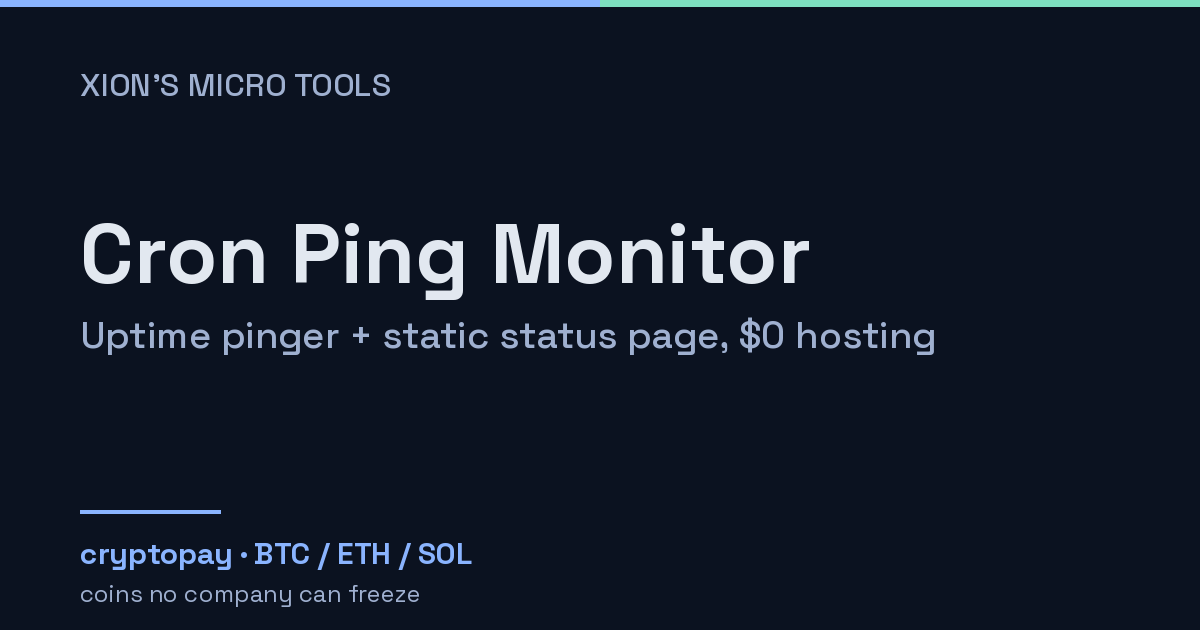 XION’S MICRO TOOLS
Cron Ping Monitor
Uptime pinger + static status page, $0 hosting
cryptopay · BTC / ETH / SOL
coins no company can freeze